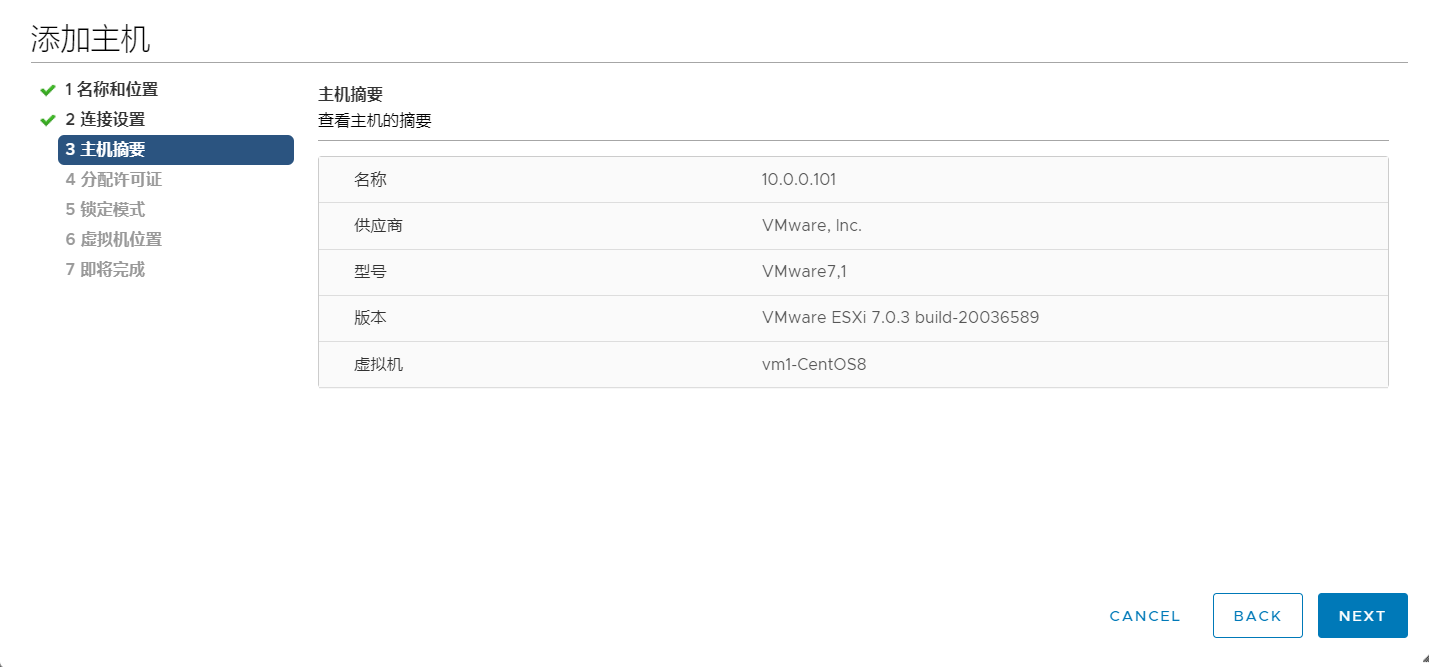 添加主机
1 名称和位置
2 连接设置
3 主机摘要
4 分配许可证
5 锁定模式
6 虚拟机位置
7 即将完成
主机摘要
查看主机的摘要
名称 10.0.0.101
供应商 VMware, Inc.
型号 VMware7,1
版本 VMware ESXi 7.0.3 build-20036589
虚拟机 vm1-CentOS8
CANCEL BACK NEXT